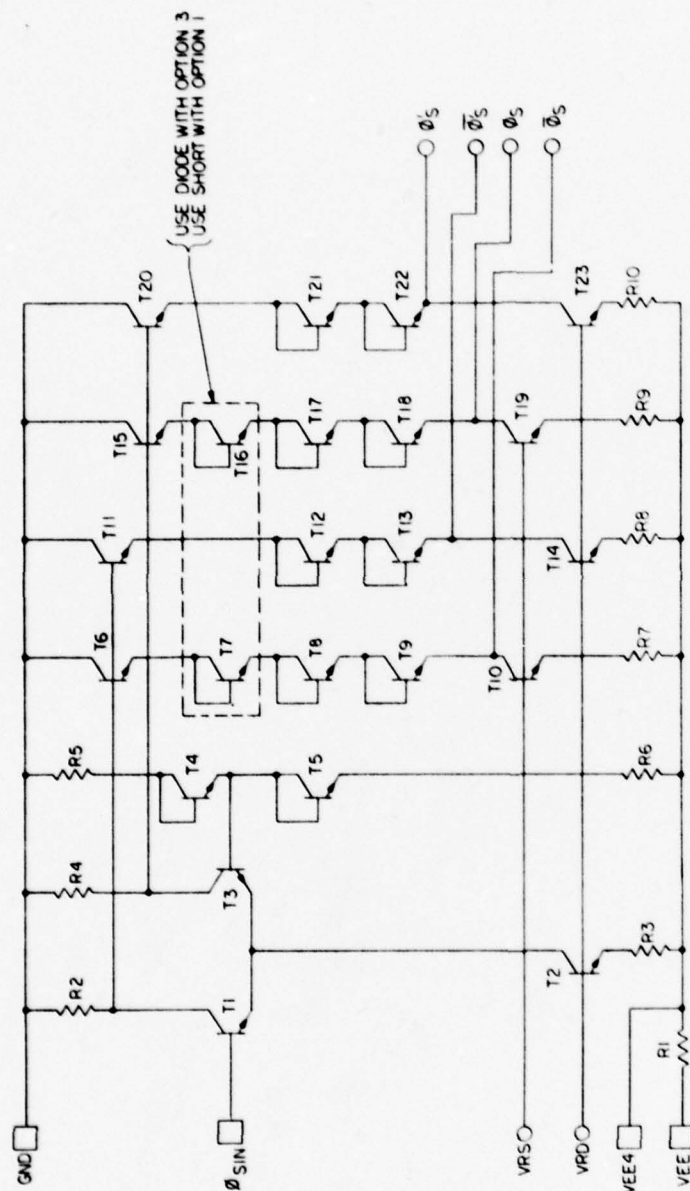 GND
Ø SIN
VRS
VRD
VEE4
VEE
R2
R4
R5
T1
T3
T4
T5
T2
R3
R1
R6
T6
T7
T8
T9
T10
R7
T11
T12
T13
T14
R8
T15
T16
T17
T18
T19
R9
T20
T21
T22
T23
R10
USE DIODE WITH OPTION 3
USE SHORT WITH OPTION 1
Ø'S
Ø̅'S
ØS
Ø̅S